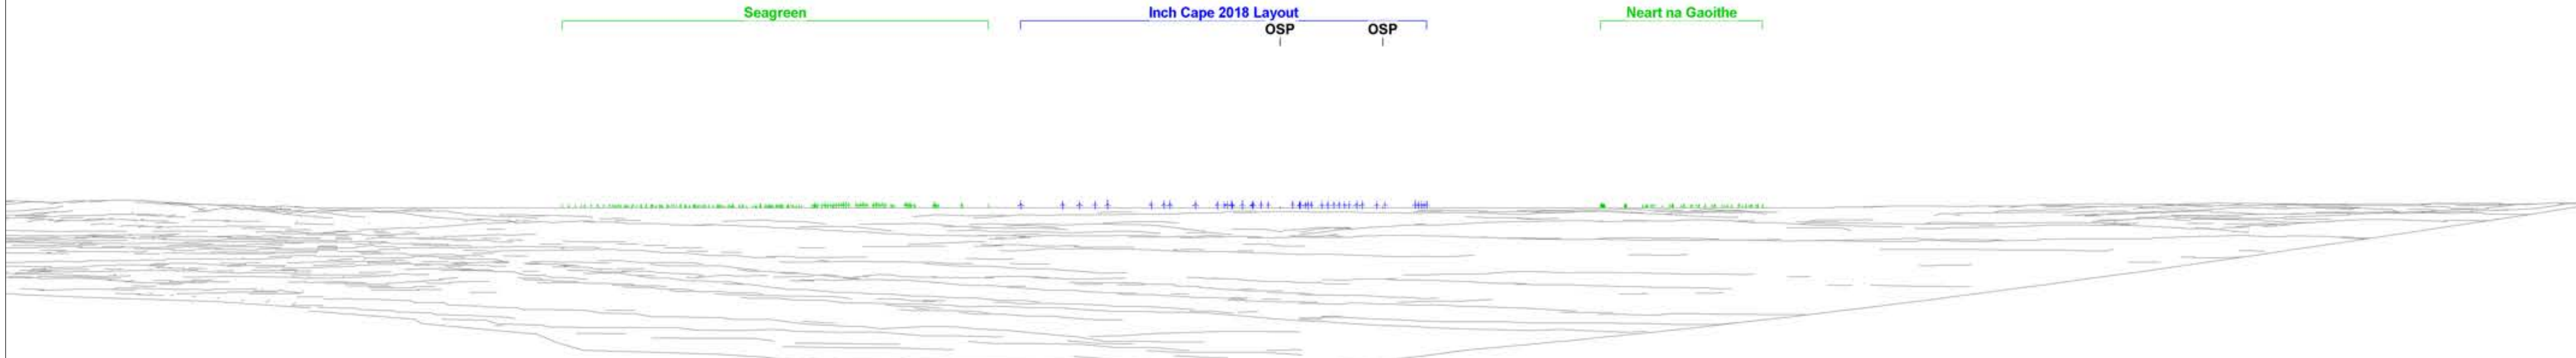 Seagreen
Inch Cape 2018 Layout
Neart na Gaoithe
OSP
OSP